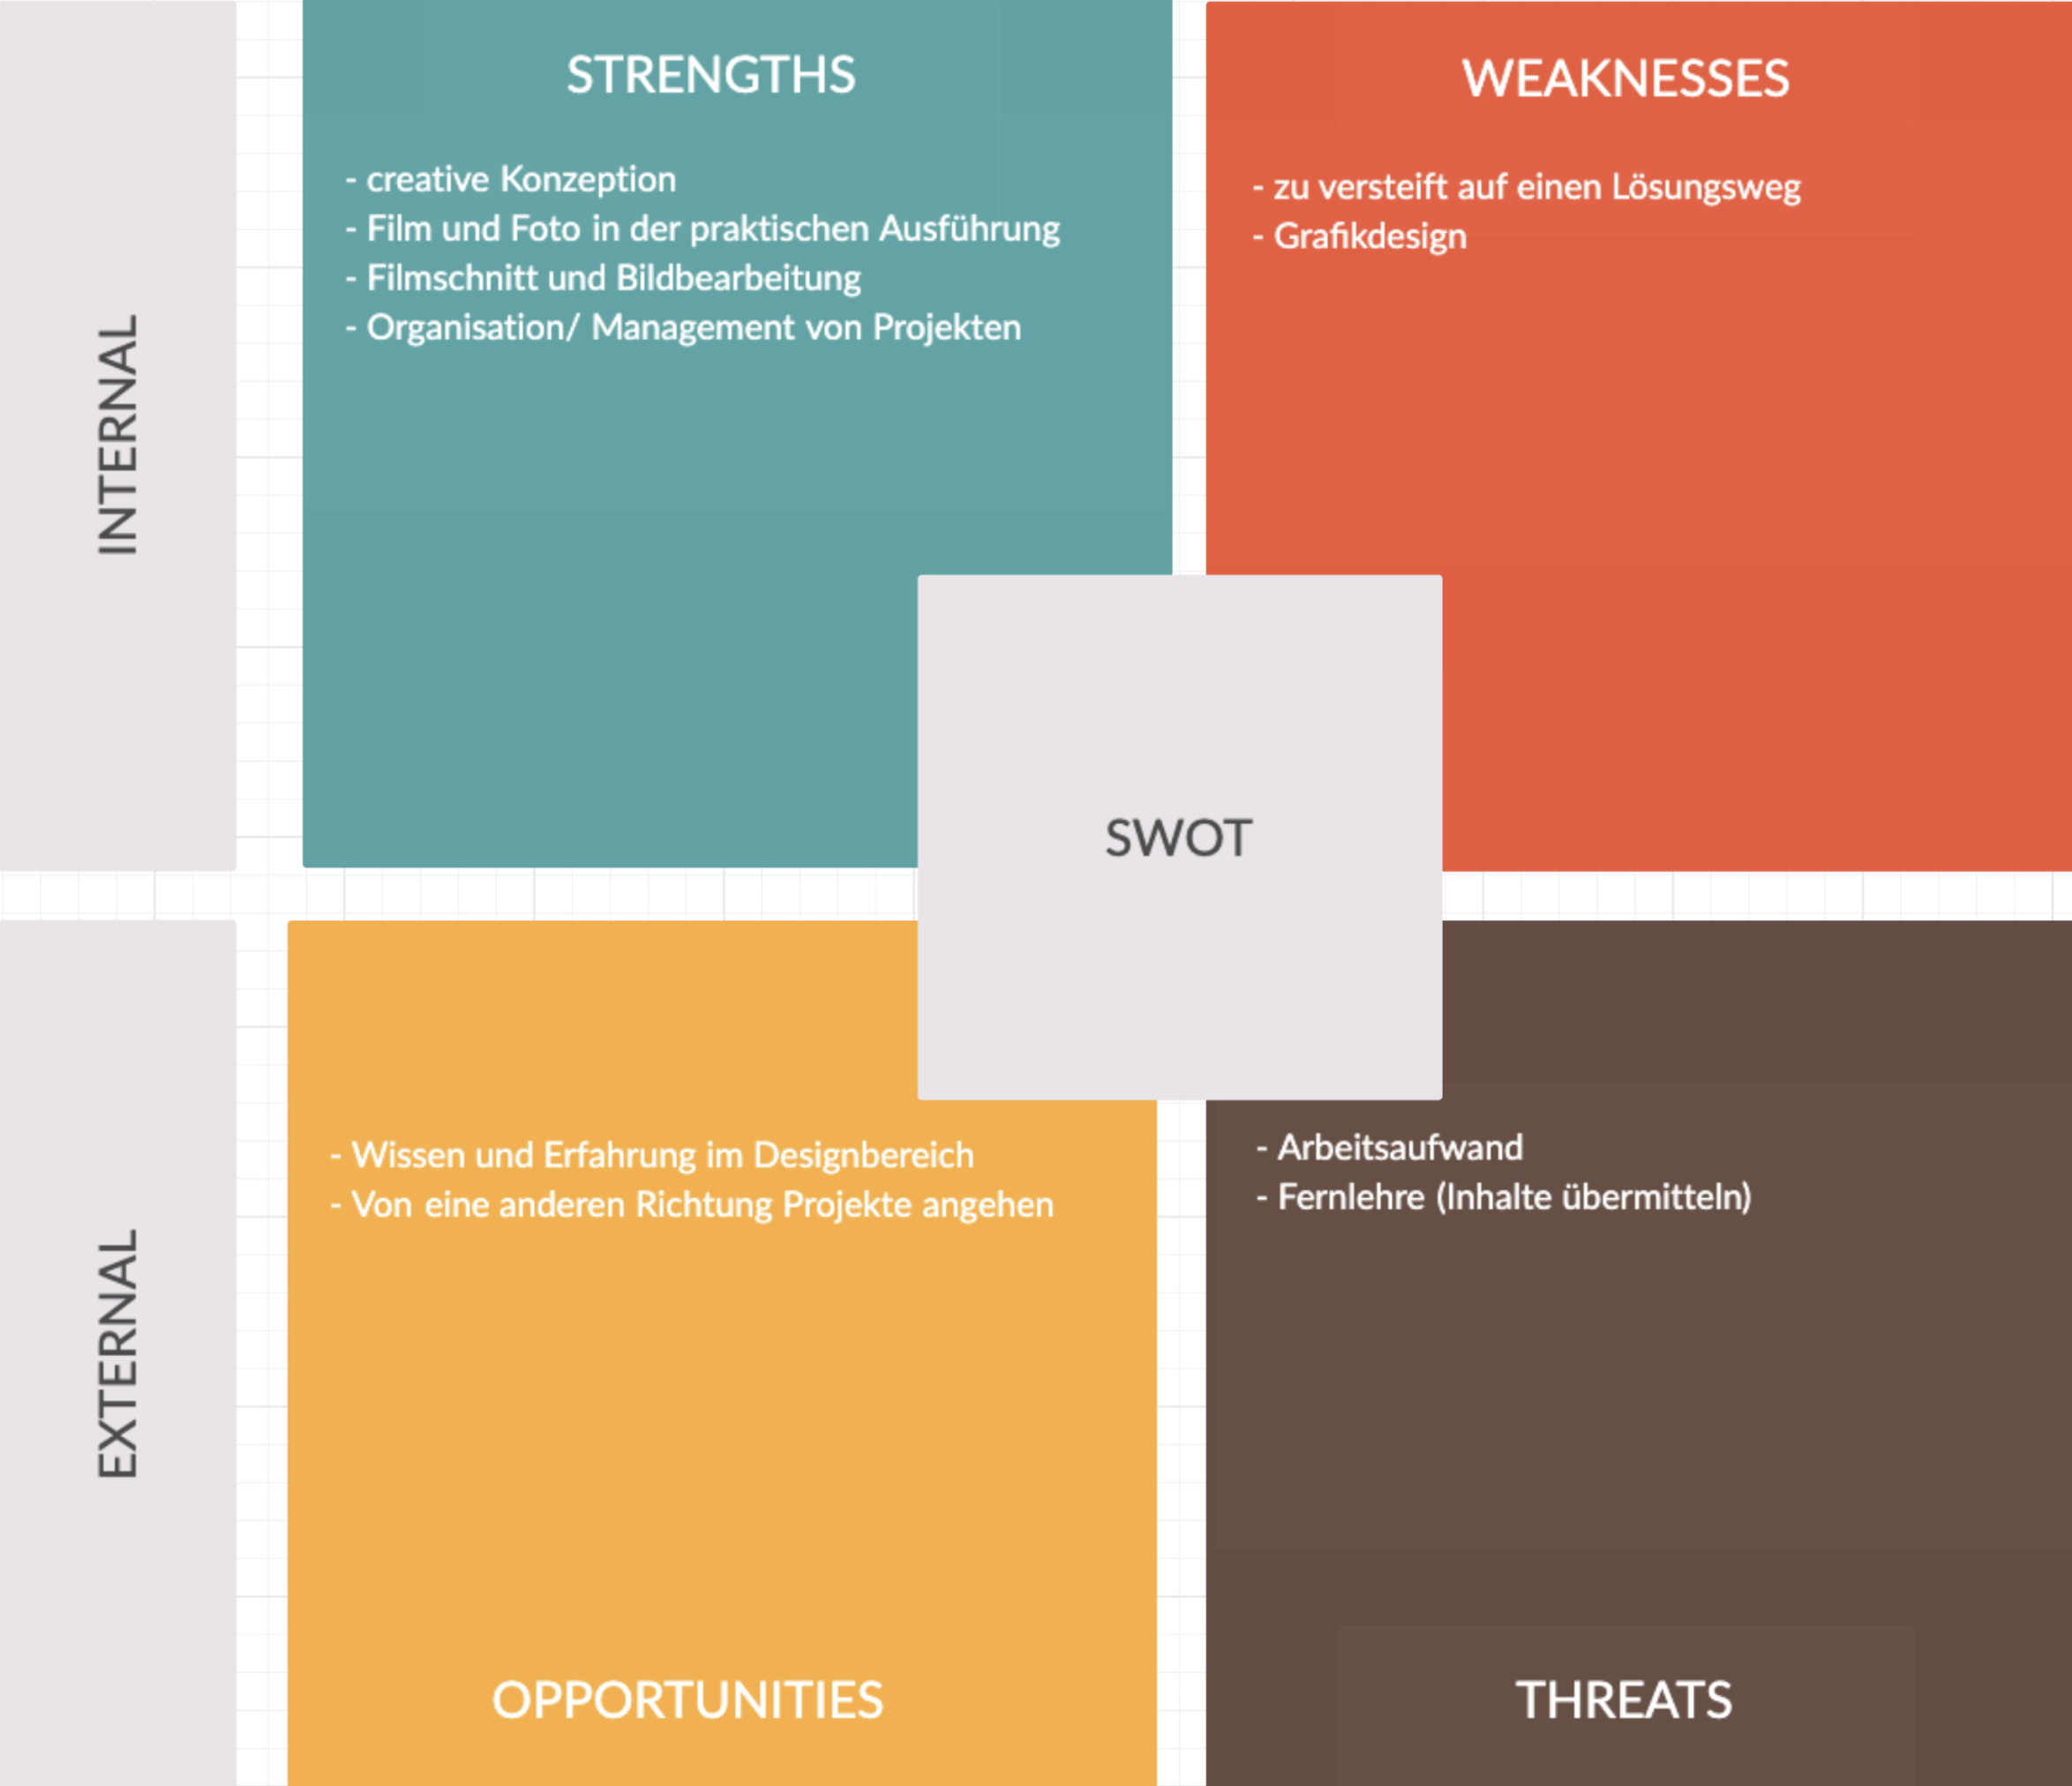 INTERNAL
STRENGTHS
- creative Konzeption
- Film und Foto in der praktischen Ausführung
- Filmschnitt und Bildbearbeitung
- Organisation/ Management von Projekten
WEAKNESSES
- zu versteift auf einen Lösungsweg
- Grafikdesign
SWOT
EXTERNAL
- Wissen und Erfahrung im Designbereich
- Von eine anderen Richtung Projekte angehen
OPPORTUNITIES
- Arbeitsaufwand
- Fernlehre (Inhalte übermitteln)
THREATS